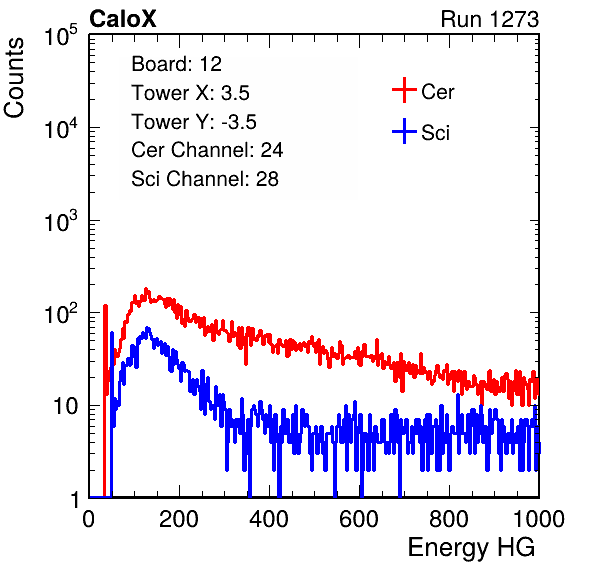 CaloX Run 1273
Counts
10^5
10^4
10^3
10^2
10
1
Board: 12
Tower X: 3.5
Tower Y: -3.5
Cer Channel: 24
Sci Channel: 28
Cer
Sci
0 200 400 600 800 1000
Energy HG